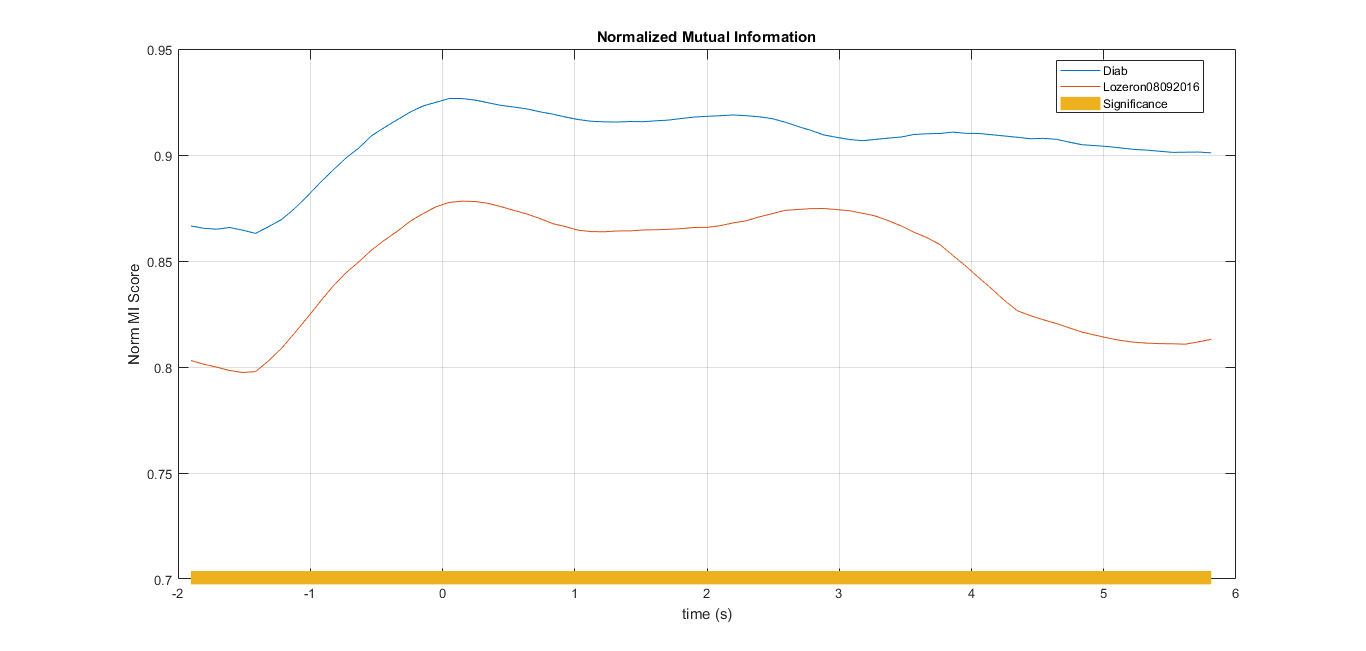 Normalized Mutual Information
0.95
0.9
0.85
0.8
0.75
0.7
Norm MI Score
Diab
Lozeron08092016
Significance
-2 -1 0 1 2 3 4 5 6
time (s)